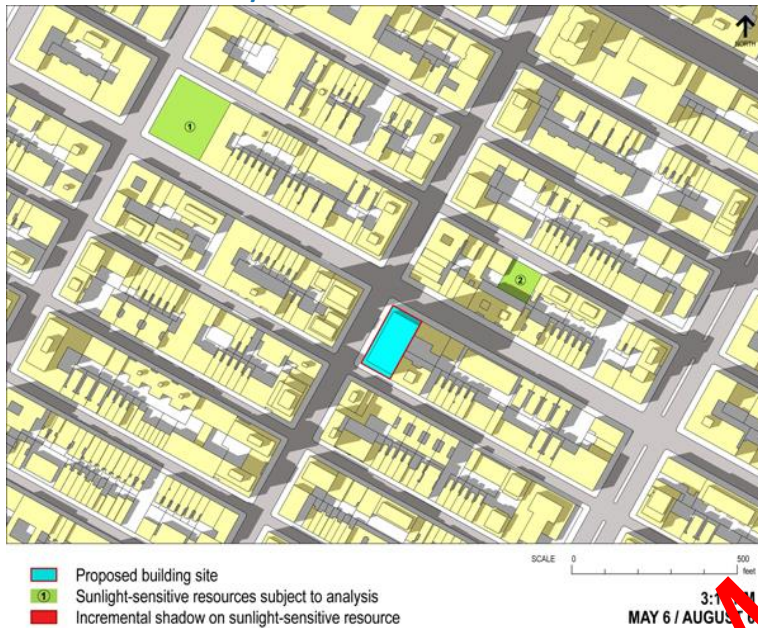 NORTH
①
②
SCALE 0 500
feet
Proposed building site
① Sunlight-sensitive resources subject to analysis
Incremental shadow on sunlight-sensitive resource
MAY 6 /